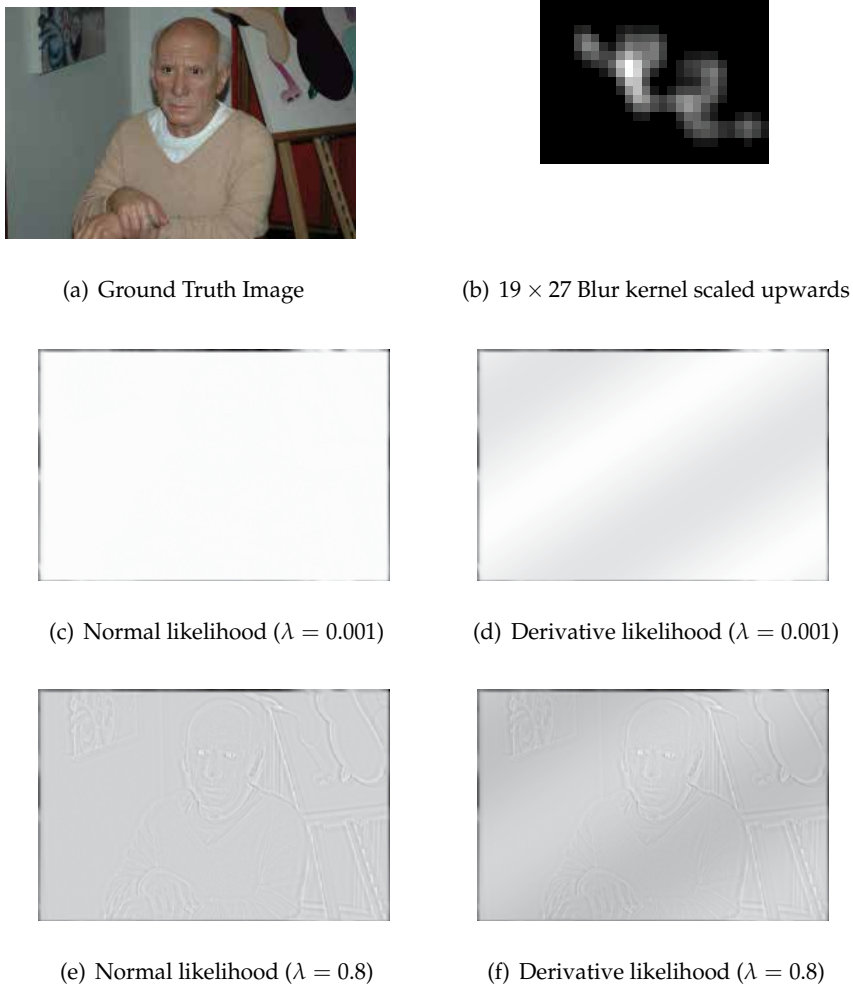 (a) Ground Truth Image
(b) 19 × 27 Blur kernel scaled upwards
(c) Normal likelihood (λ = 0.001)
(d) Derivative likelihood (λ = 0.001)
(e) Normal likelihood (λ = 0.8)
(f) Derivative likelihood (λ = 0.8)